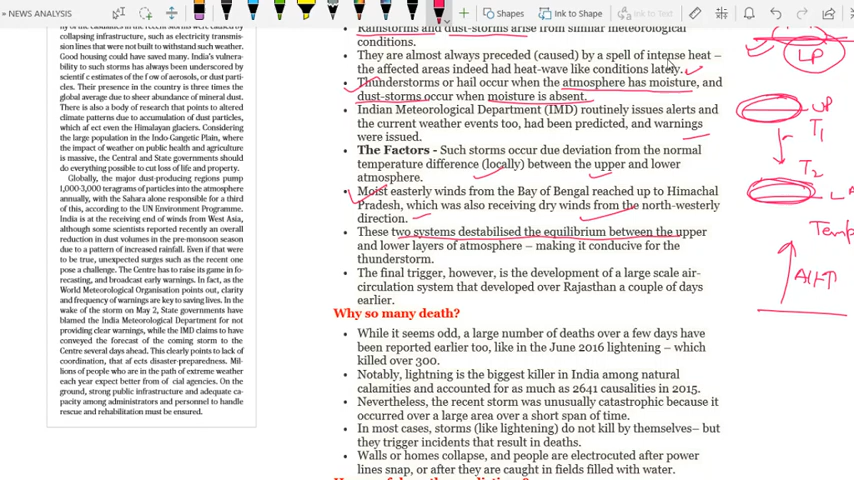 » NEWS ANALYSIS
Shapes
Ink to Shape
Ink to Text
collapsing infrastructure, such as electricity transmis-
sion lines that were not built to withstand such weather.
Good housing could have saved many. India's vulnera-
bility to such storms has always been underscored by
scientif c estimates of the f ow of aerosols, or dust parti-
cles. Their presence in the country is three times the
global average due to sheer abundance of mineral dust.
There is also a body of research that points to altered
climate patterns due to accumulation of dust particles,
which af ect even the Himalayan glaciers. Considering
the large population in the Indo-Gangetic Plain, where
the impact of weather on public health and agriculture
is massive, the Central and State governments should
do everything possible to cut loss of life and property.
Globally, the major dust-producing regions pump
1,000-3,000 teragrams of particles into the atmosphere
annually, with the Sahara alone responsible for a third
of this, according to the UN Environment Programme.
India is at the receiving end of winds from West Asia,
although some scientists reported recently an overall
reduction in dust volumes in the pre-monsoon season
due to a pattern of increased rainfall. Even if that were
to be true, unexpected surges such as the recent one
pose a challenge. The Centre has to raise its game in fo-
recasting, and broadcast early warnings. In fact, as the
World Meteorological Organisation points out, clarity
and frequency of warnings are key to saving lives. In the
wake of the storm on May 2, State governments have
blamed the India Meteorological Department for not
providing clear warnings, while the IMD claims to have
conveyed the forecast of the coming storm to the
Centre several days ahead. This clearly points to lack of
coordination, that af ects disaster-preparedness. Mil-
lions of people who are in the path of extreme weather
each year expect better from of cial agencies. On the
ground, strong public infrastructure and adequate ca-
pacity among administrators and personnel to handle
rescue and rehabilitation must be ensured.
• Rainstorms and dust-storms arise from similar meteorological
conditions.
• They are almost always preceded (caused) by a spell of intense heat –
the affected areas indeed had heat-wave like conditions lately.
• Thunderstorms or hail occur when the atmosphere has moisture, and
dust-storms occur when moisture is absent.
• Indian Meteorological Department (IMD) routinely issues alerts and
the current weather events too, had been predicted, and warnings
were issued.
• The Factors - Such storms occur due deviation from the normal
temperature difference (locally) between the upper and lower
atmosphere.
• Moist easterly winds from the Bay of Bengal reached up to Himachal
Pradesh, which was also receiving dry winds from the north-westerly
direction.
• These two systems destabilised the equilibrium between the upper
and lower layers of atmosphere – making it conducive for the
thunderstorm.
• The final trigger, however, is the development of a large scale air-
circulation system that developed over Rajasthan a couple of days
earlier.
Why so many death?
• While it seems odd, a large number of deaths over a few days have
been reported earlier too, like in the June 2016 lightening – which
killed over 300.
• Notably, lightning is the biggest killer in India among natural
calamities and accounted for as much as 2641 causalities in 2015.
• Nevertheless, the recent storm was unusually catastrophic because it
occurred over a large area over a short span of time.
• In most cases, storms (like lightening) do not kill by themselves– but
they trigger incidents that result in deaths.
• Walls or homes collapse, and people are electrocuted after power
lines snap, or after they are caught in fields filled with water.
LP
UP
T1
T2
Temp
Alt↑